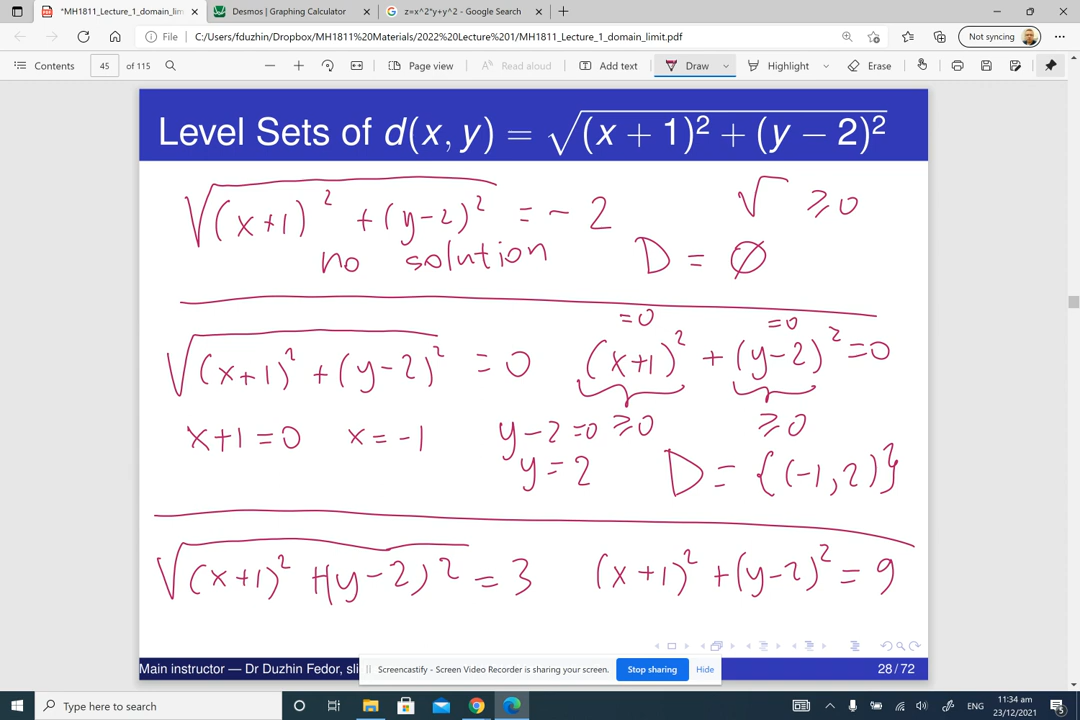 *MH1811_Lecture_1_domain_limit.
Desmos | Graphing Calculator
z=x^2*y+y^2 - Google Search
File
C:/Users/fduzhin/Dropbox/MH1811%20Materials/2022%20Lecture%201/MH1811_Lecture_1_domain_limit.pdf
Not syncing
Contents
45
of 115
Page view
Read aloud
Add text
Draw
Highlight
Erase
Level Sets of d(x, y) = √((x + 1)² + (y − 2)²)
√((x+1)² + (y-2)²) = - 2 √ ≥0
no solution D = ∅
√((x+1)² + (y-2)²) = 0 (x+1)² + (y-2)² = 0
=0 =0
≥0 ≥0
x+1=0 x=-1 y-2=0
y=2 D = {(-1,2)}
√((x+1)² +(y-2)²) = 3 (x+1)² +(y-2)² = 9
Main instructor — Dr Duzhin Fedor, sli
28 / 72
Screencastify - Screen Video Recorder is sharing your screen.
Stop sharing
Hide
Type here to search
ENG
11:34 am
23/12/2021
5